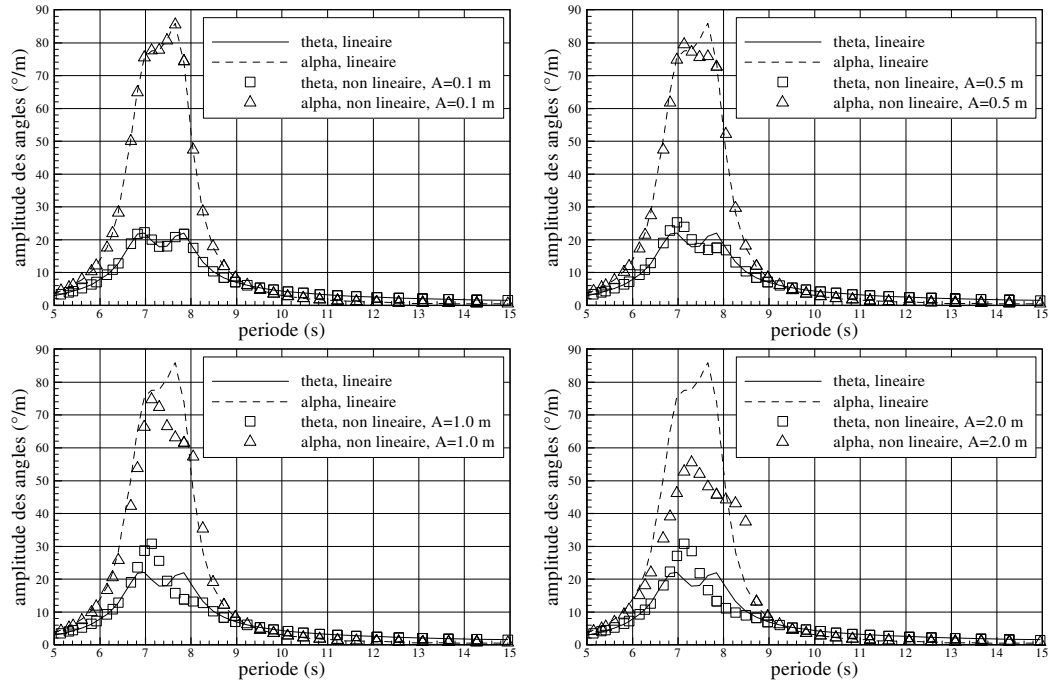 amplitude des angles (°/m)
90
80
70
60
50
40
30
20
10
0
theta, lineaire
alpha, lineaire
theta, non lineaire, A=0.1 m
alpha, non lineaire, A=0.1 m
5 6 7 8 9 10 11 12 13 14 15
periode (s)
amplitude des angles (°/m)
90
80
70
60
50
40
30
20
10
0
theta, lineaire
alpha, lineaire
theta, non lineaire, A=0.5 m
alpha, non lineaire, A=0.5 m
5 6 7 8 9 10 11 12 13 14 15
periode (s)
amplitude des angles (°/m)
90
80
70
60
50
40
30
20
10
0
theta, lineaire
alpha, lineaire
theta, non lineaire, A=1.0 m
alpha, non lineaire, A=1.0 m
5 6 7 8 9 10 11 12 13 14 15
periode (s)
amplitude des angles (°/m)
90
80
70
60
50
40
30
20
10
0
theta, lineaire
alpha, lineaire
theta, non lineaire, A=2.0 m
alpha, non lineaire, A=2.0 m
5 6 7 8 9 10 11 12 13 14 15
periode (s)